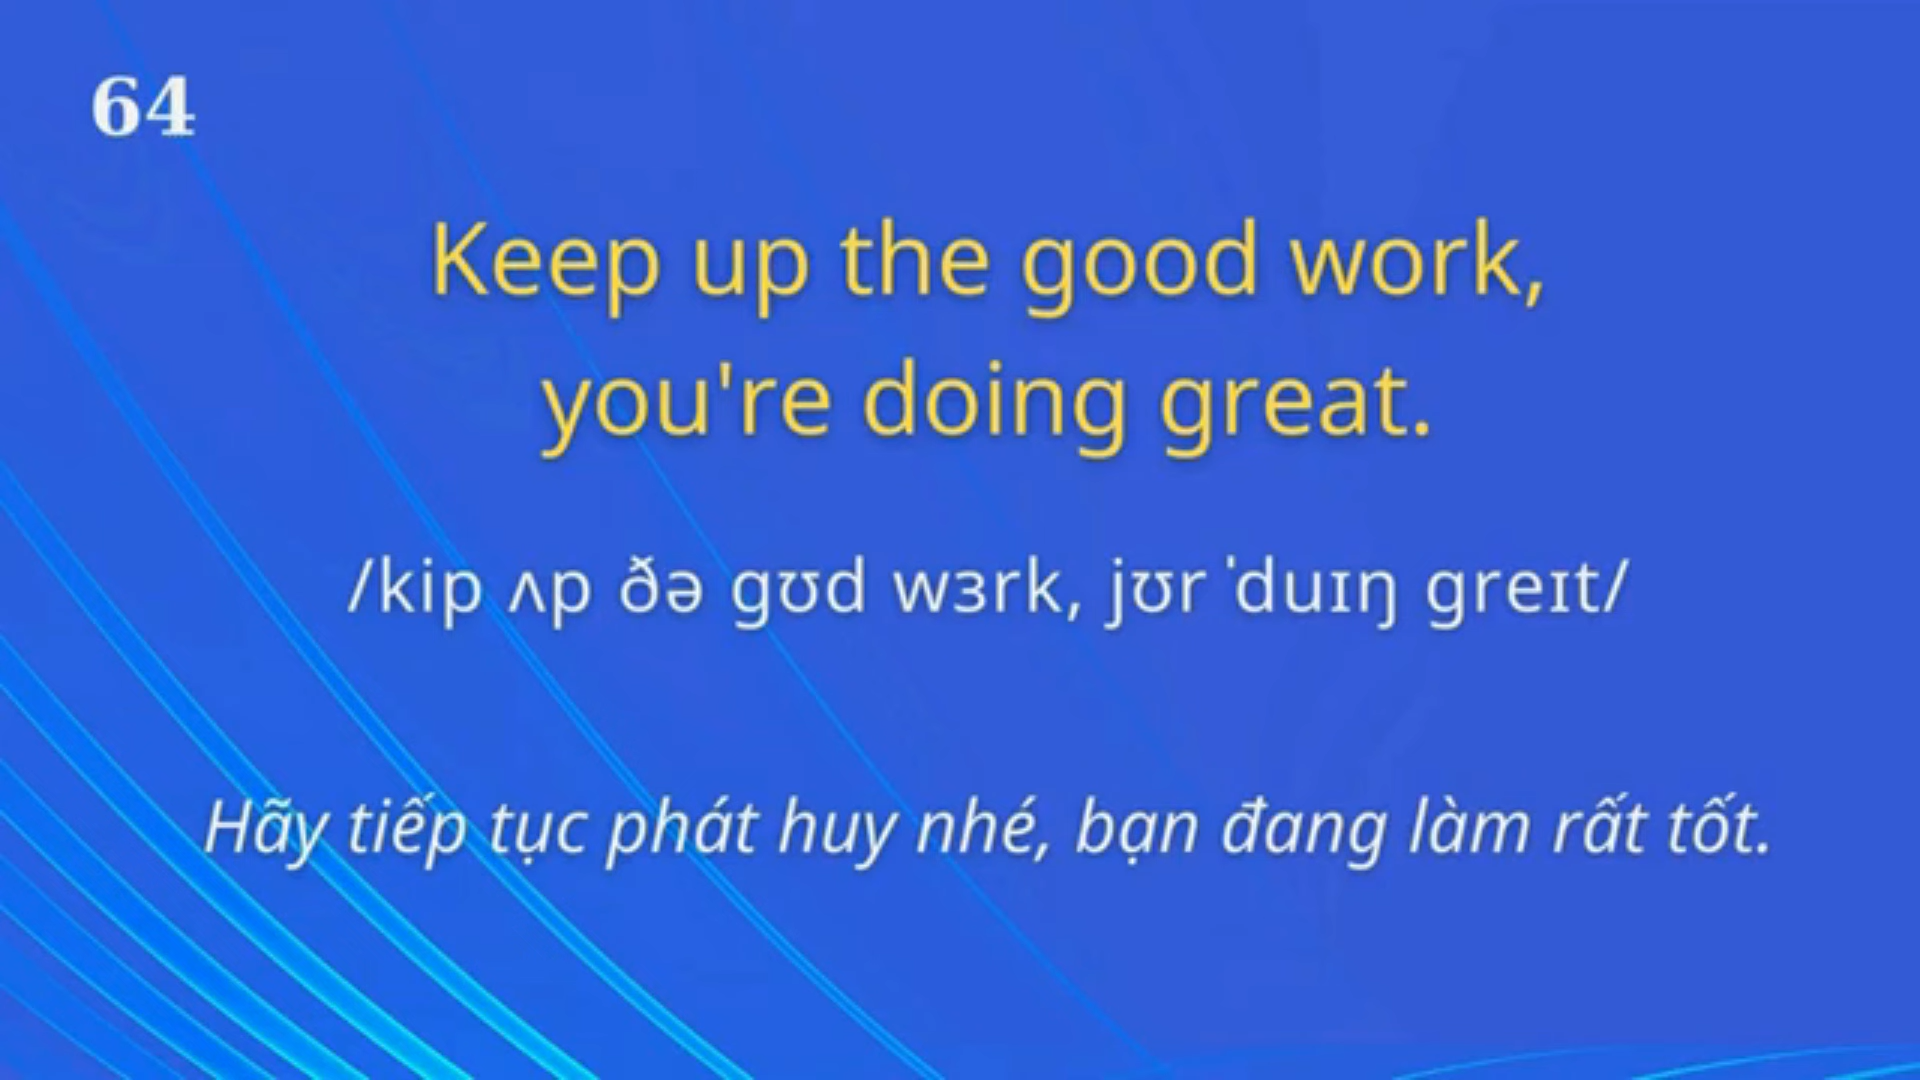 64
Keep up the good work,
you're doing great.
/kip ʌp ðə gʊd wɜrk, jʊr ˈduɪŋ greɪt/
Hãy tiếp tục phát huy nhé, bạn đang làm rất tốt.